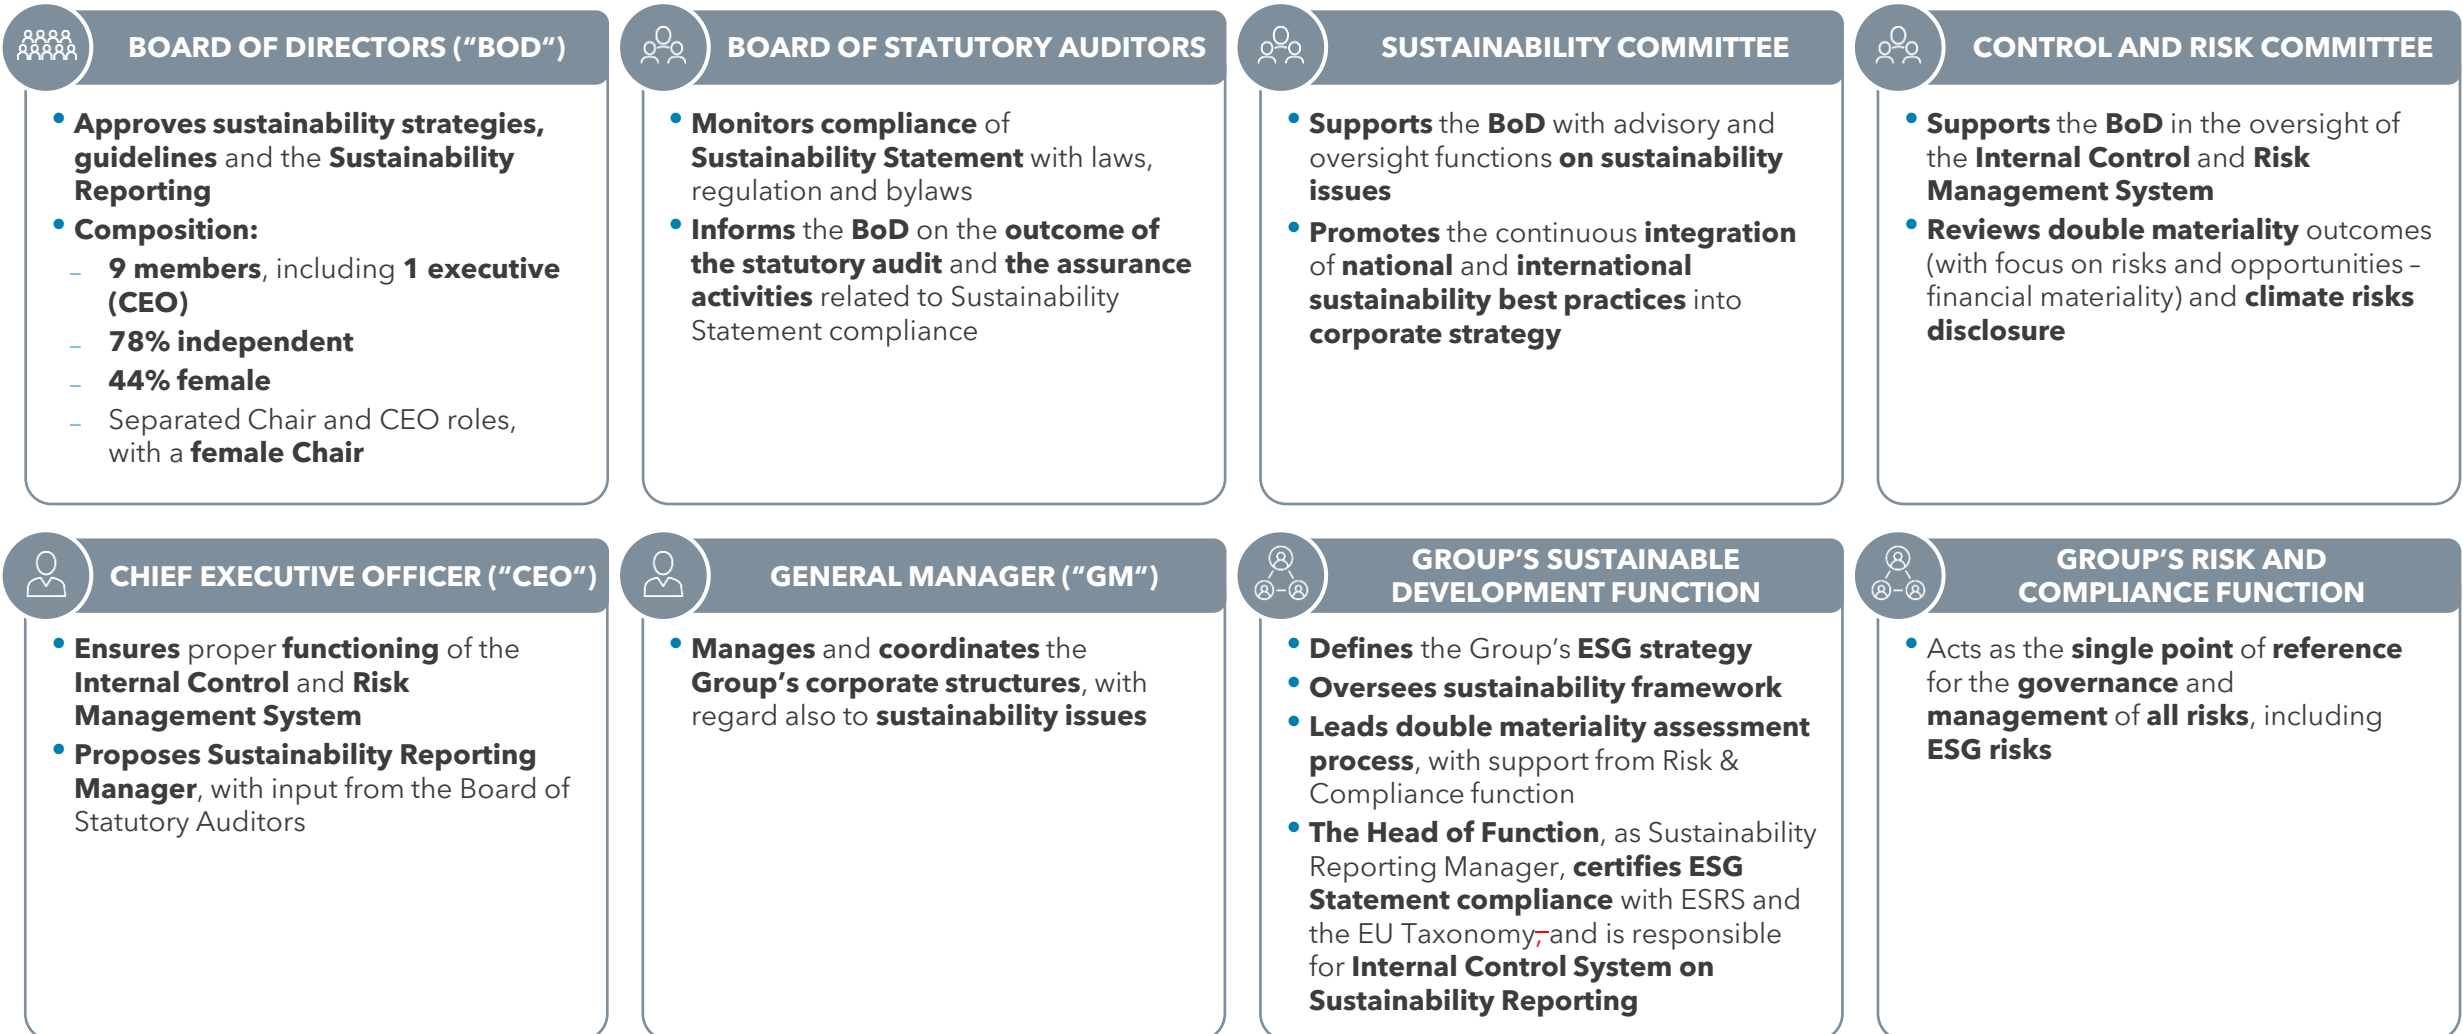 BOARD OF DIRECTORS (“BOD“)
• Approves sustainability strategies,
guidelines and the Sustainability
Reporting
• Composition:
– 9 members, including 1 executive
(CEO)
– 78% independent
– 44% female
– Separated Chair and CEO roles,
with a female Chair
BOARD OF STATUTORY AUDITORS
• Monitors compliance of
Sustainability Statement with laws,
regulation and bylaws
• Informs the BoD on the outcome of
the statutory audit and the assurance
activities related to Sustainability
Statement compliance
SUSTAINABILITY COMMITTEE
• Supports the BoD with advisory and
oversight functions on sustainability
issues
• Promotes the continuous integration
of national and international
sustainability best practices into
corporate strategy
CONTROL AND RISK COMMITTEE
• Supports the BoD in the oversight of
the Internal Control and Risk
Management System
• Reviews double materiality outcomes
(with focus on risks and opportunities –
financial materiality) and climate risks
disclosure
CHIEF EXECUTIVE OFFICER (“CEO“)
• Ensures proper functioning of the
Internal Control and Risk
Management System
• Proposes Sustainability Reporting
Manager, with input from the Board of
Statutory Auditors
GENERAL MANAGER (“GM“)
• Manages and coordinates the
Group’s corporate structures, with
regard also to sustainability issues
GROUP’S SUSTAINABLE
DEVELOPMENT FUNCTION
• Defines the Group’s ESG strategy
• Oversees sustainability framework
• Leads double materiality assessment
process, with support from Risk &
Compliance function
• The Head of Function, as Sustainability
Reporting Manager, certifies ESG
Statement compliance with ESRS and
the EU Taxonomy, and is responsible
for Internal Control System on
Sustainability Reporting
GROUP’S RISK AND
COMPLIANCE FUNCTION
• Acts as the single point of reference
for the governance and
management of all risks, including
ESG risks